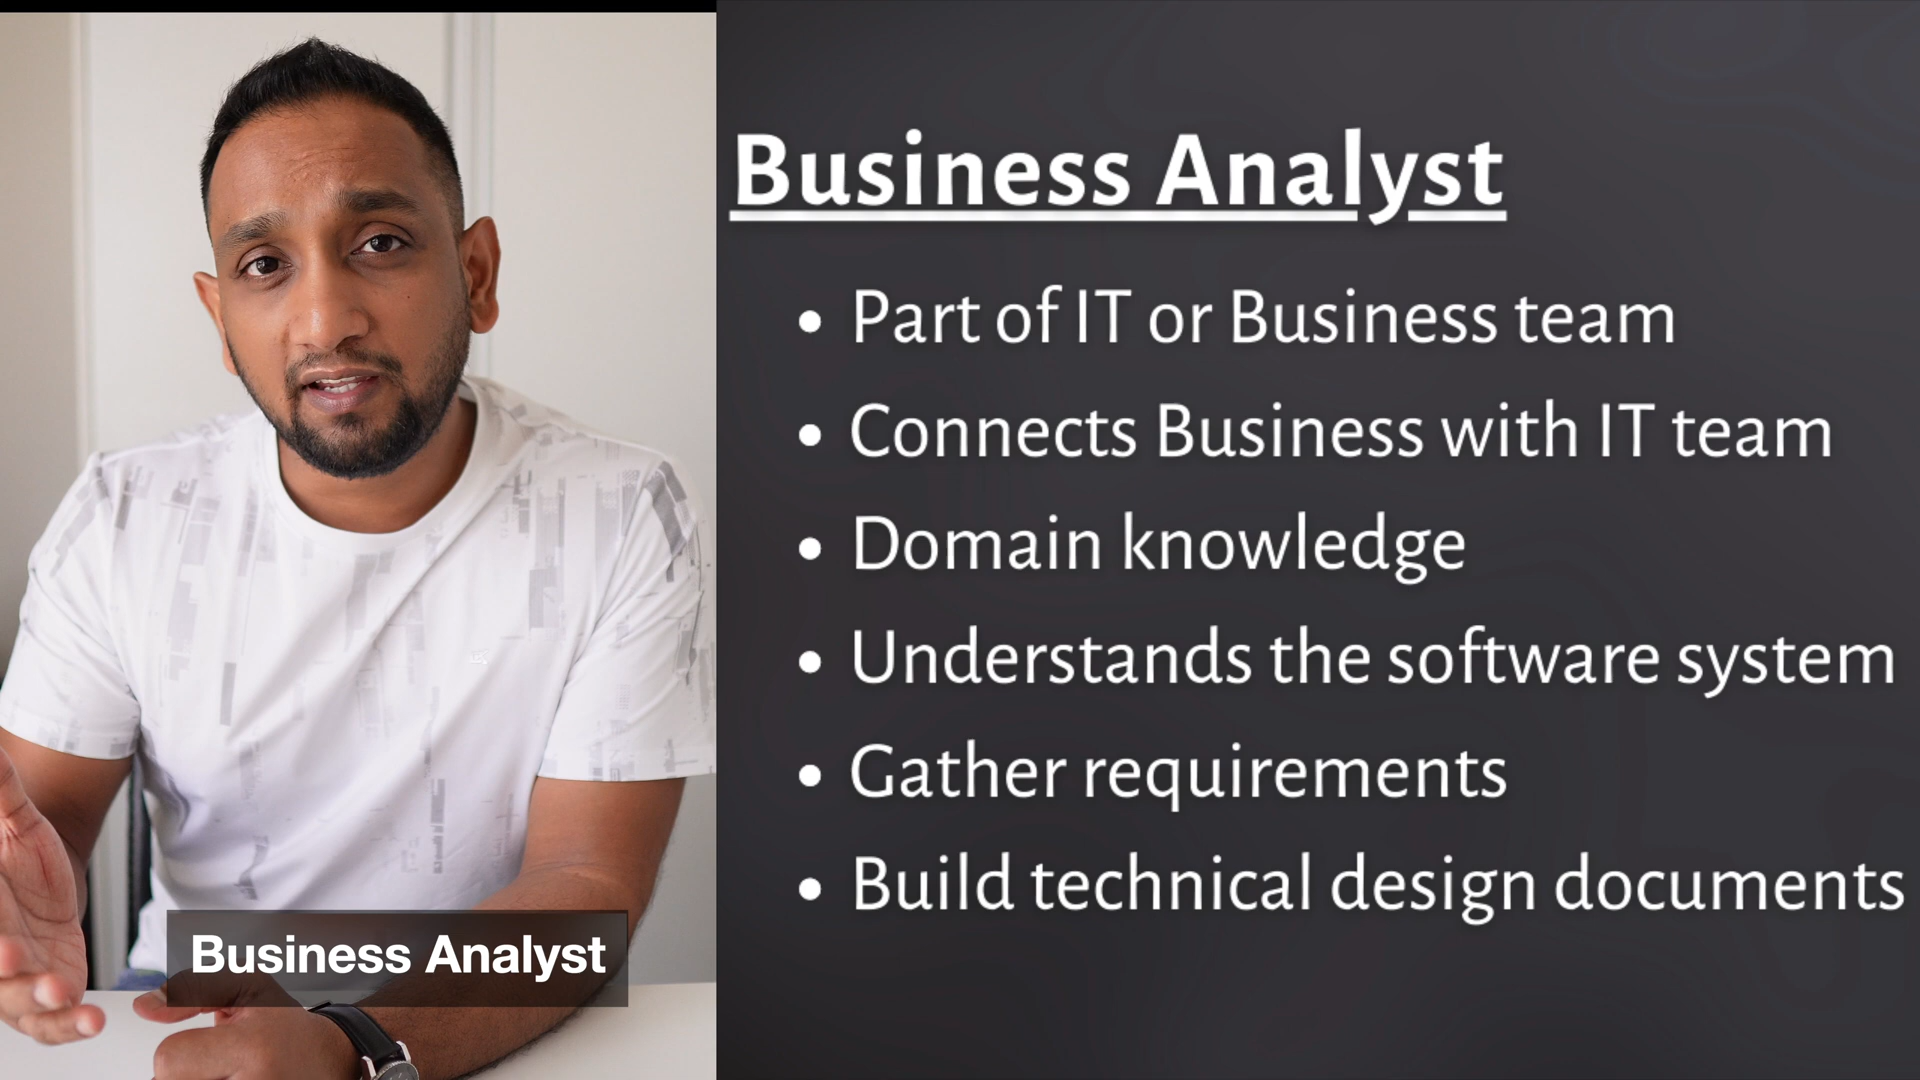 Business Analyst
• Part of IT or Business team
• Connects Business with IT team
• Domain knowledge
• Understands the software system
• Gather requirements
• Build technical design documents
Business Analyst